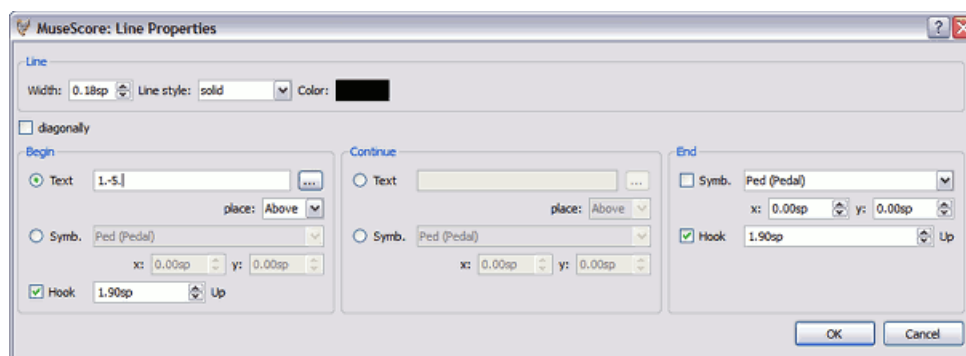 MuseScore: Line Properties
Line
Width: 0.18sp Line style: solid Color:
diagonally
Begin
Text 1.-5. ...
place: Above
Symb. Ped (Pedal)
x: 0.00sp y: 0.00sp
Hook 1.90sp Up
Continue
Text ...
place: Above
Symb. Ped (Pedal)
x: 0.00sp y: 0.00sp
End
Symb. Ped (Pedal)
x: 0.00sp y: 0.00sp
Hook 1.90sp Up
OK Cancel